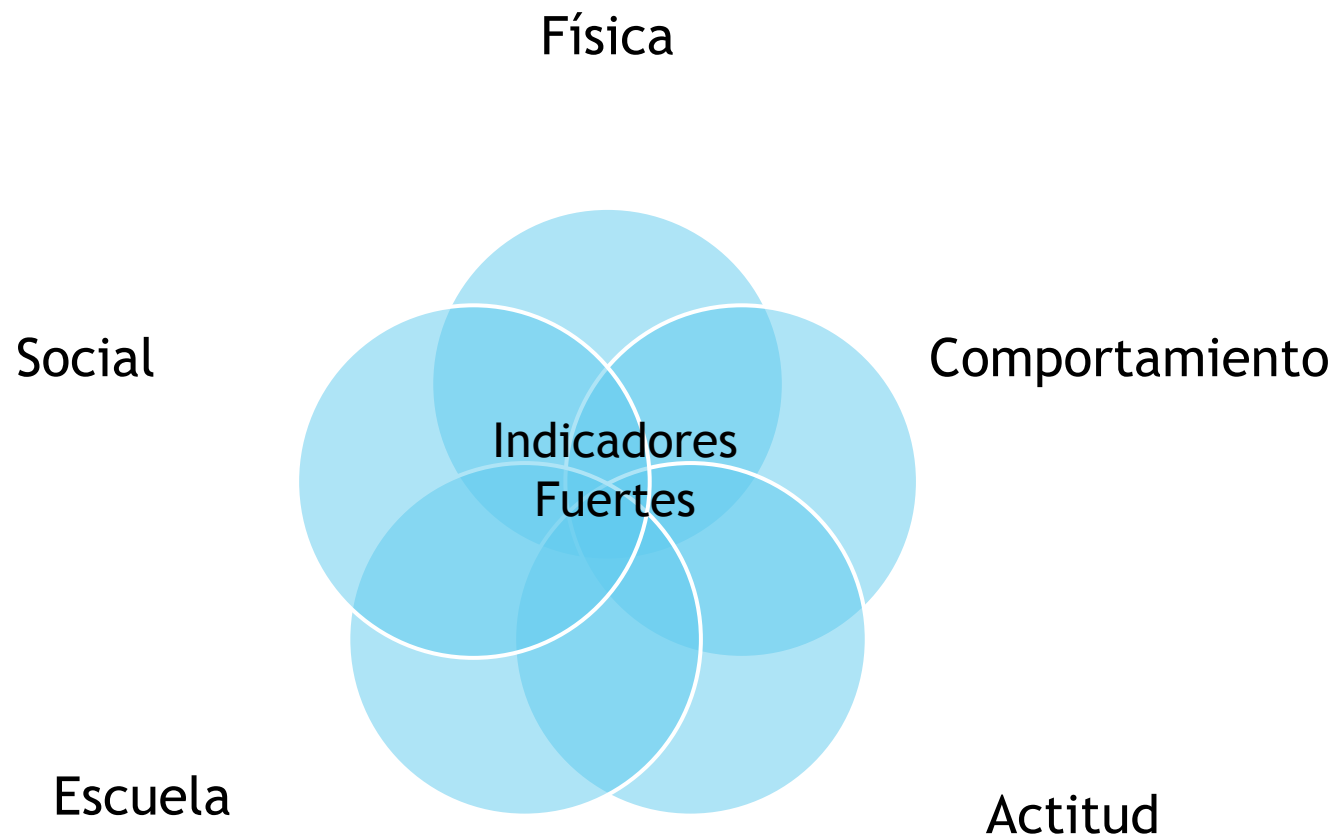 Física
Social
Comportamiento
Indicadores
Fuertes
Escuela
Actitud